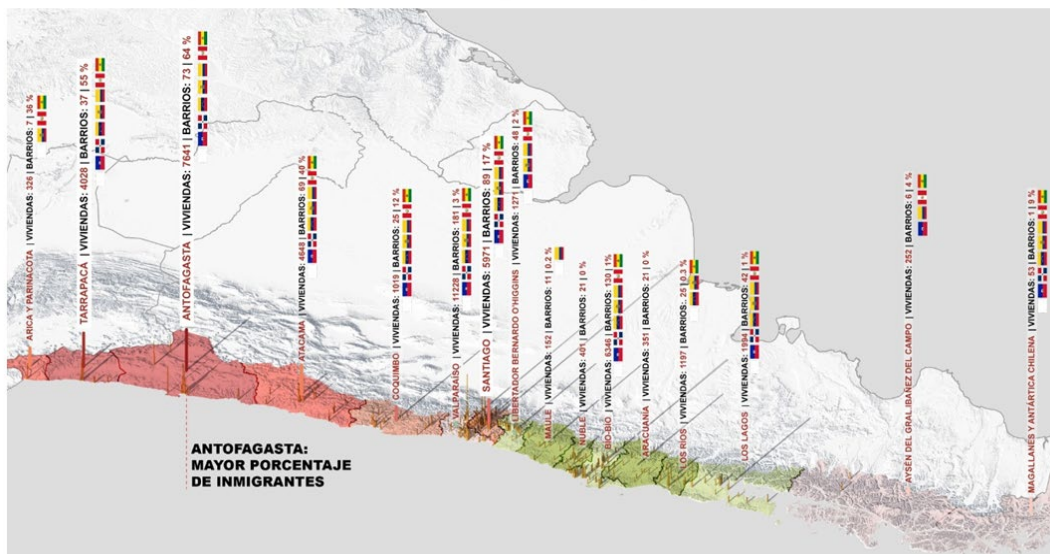 ARICA Y PARINACOTA | VIVIENDAS: 326 | BARRIOS: 7 | 36 %
TARRAPACÁ | VIVIENDAS: 4028 | BARRIOS: 37 | 55 %
ANTOFAGASTA | VIVIENDAS: 7641 | BARRIOS: 73 | 64 %
ATACAMA | VIVIENDAS: 4648 | BARRIOS: 69 | 40 %
COQUIMBO | VIVIENDAS: 1019 | BARRIOS: 25 | 12 %
VALPARAÍSO | VIVIENDAS: 11228 | BARRIOS: 181 | 3 %
SANTIAGO | VIVIENDAS: 5971 | BARRIOS: 89 | 17 %
LIBERTADOR BERNARDO O'HIGGINS | VIVIENDAS: 1271 | BARRIOS: 48 | 2 %
MAULE | VIVIENDAS: 152 | BARRIOS: 11 | 0.2 %
ÑUBLE | VIVIENDAS: 401 | BARRIOS: 21 | 0 %
BIO-BÍO | VIVIENDAS: 6346 | BARRIOS: 130 | 1%
ARACUANÍA | VIVIENDAS: 351 | BARRIOS: 21 | 0 %
LOS RÍOS | VIVIENDAS: 1197 | BARRIOS: 25 | 0.3 %
LOS LAGOS | VIVIENDAS: 1994 | BARRIOS: 42 | 1 %
AYSÉN DEL GRAL IBAÑEZ DEL CAMPO | VIVIENDAS: 252 | BARRIOS: 6 | 4 %
MAGALLANES Y ANTÁRTICA CHILENA | VIVIENDAS: 53 | BARRIOS: 1 | 9 %
ANTOFAGASTA:
MAYOR PORCENTAJE
DE INMIGRANTES